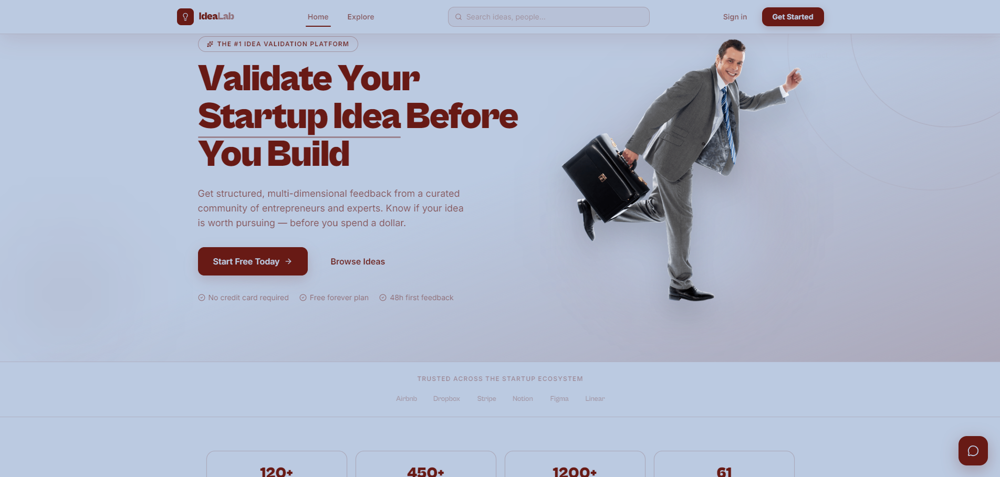 IdeaLab
Home
Explore
Search ideas, people...
Sign in
Get Started
THE #1 IDEA VALIDATION PLATFORM
Validate Your
Startup Idea Before
You Build
Get structured, multi-dimensional feedback from a curated
community of entrepreneurs and experts. Know if your idea
is worth pursuing — before you spend a dollar.
Start Free Today
Browse Ideas
No credit card required
Free forever plan
48h first feedback
TRUSTED ACROSS THE STARTUP ECOSYSTEM
Airbnb
Dropbox
Stripe
Notion
Figma
Linear
120+
450+
1200+
61